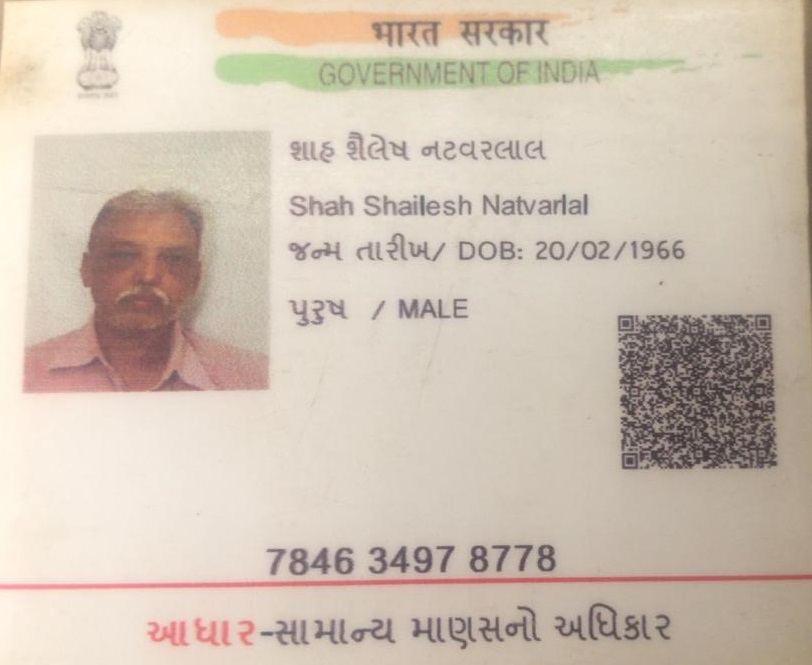 भारत सरकार
GOVERNMENT OF INDIA
શાહ શૈલેષ નટવરલાલ
Shah Shailesh Natvarlal
જન્મ તારીખ/ DOB: 20/02/1966
પુરુષ / MALE
7846 3497 8778
આધાર-સામાન્ય માણસનો અધિકાર